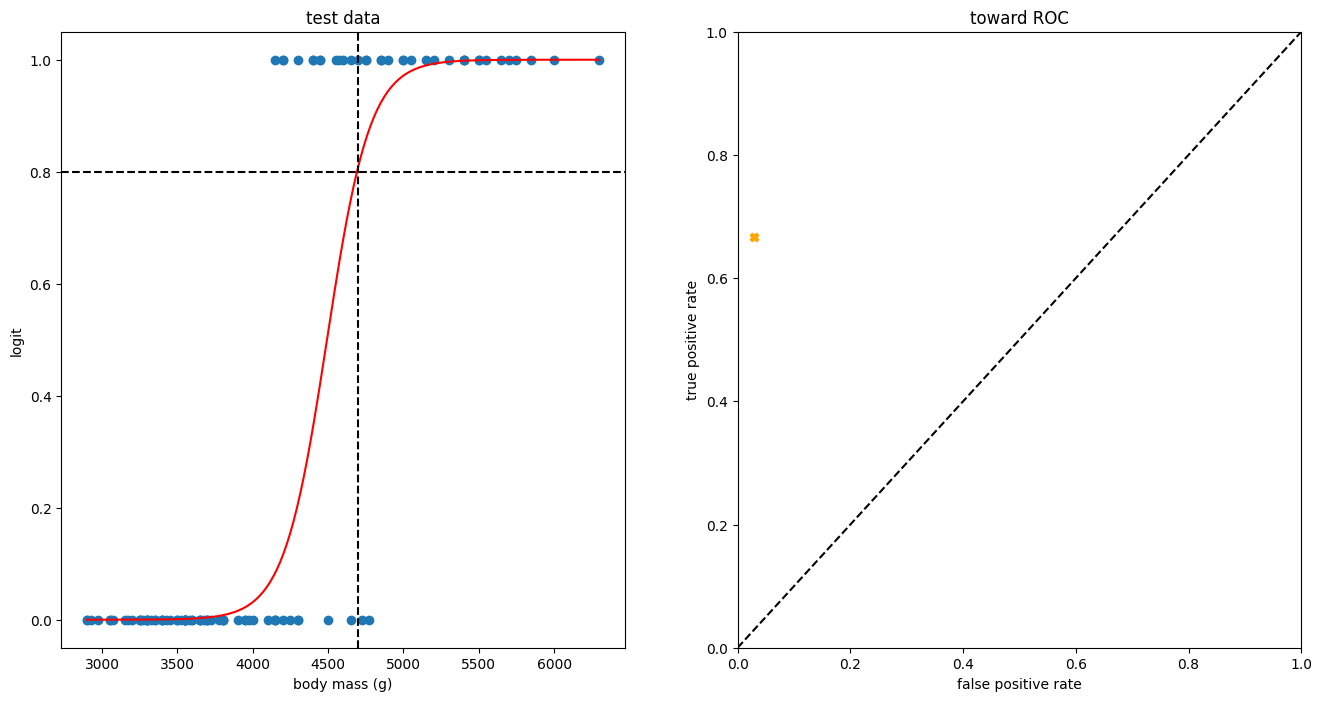 test data
1.0
0.8
0.6
0.4
0.2
0.0
logit
3000 3500 4000 4500 5000 5500 6000
body mass (g)
toward ROC
1.0
0.8
0.6
0.4
0.2
0.0
true positive rate
0.0 0.2 0.4 0.6 0.8 1.0
false positive rate